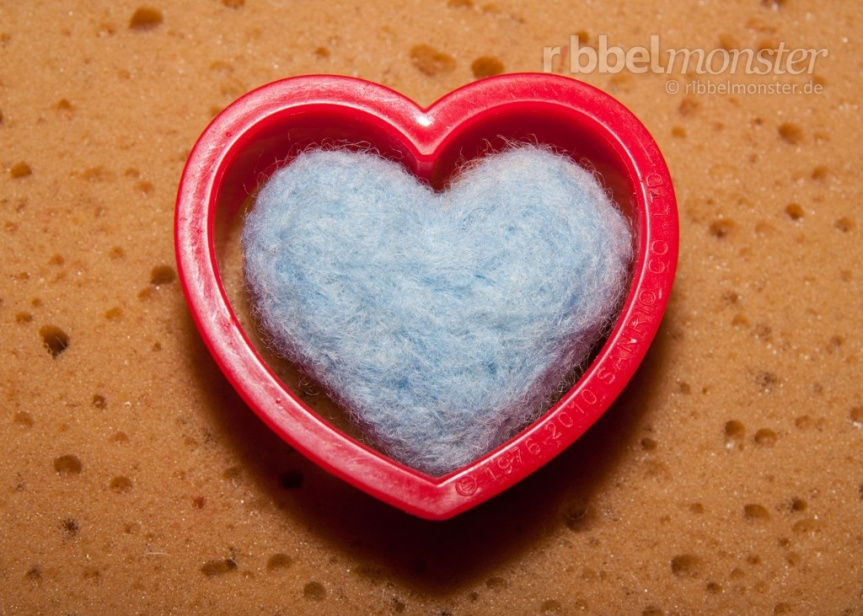 ribbelmonster
© ribbelmonster.de
© 1976, 2010 SANRIO CO., LTD.